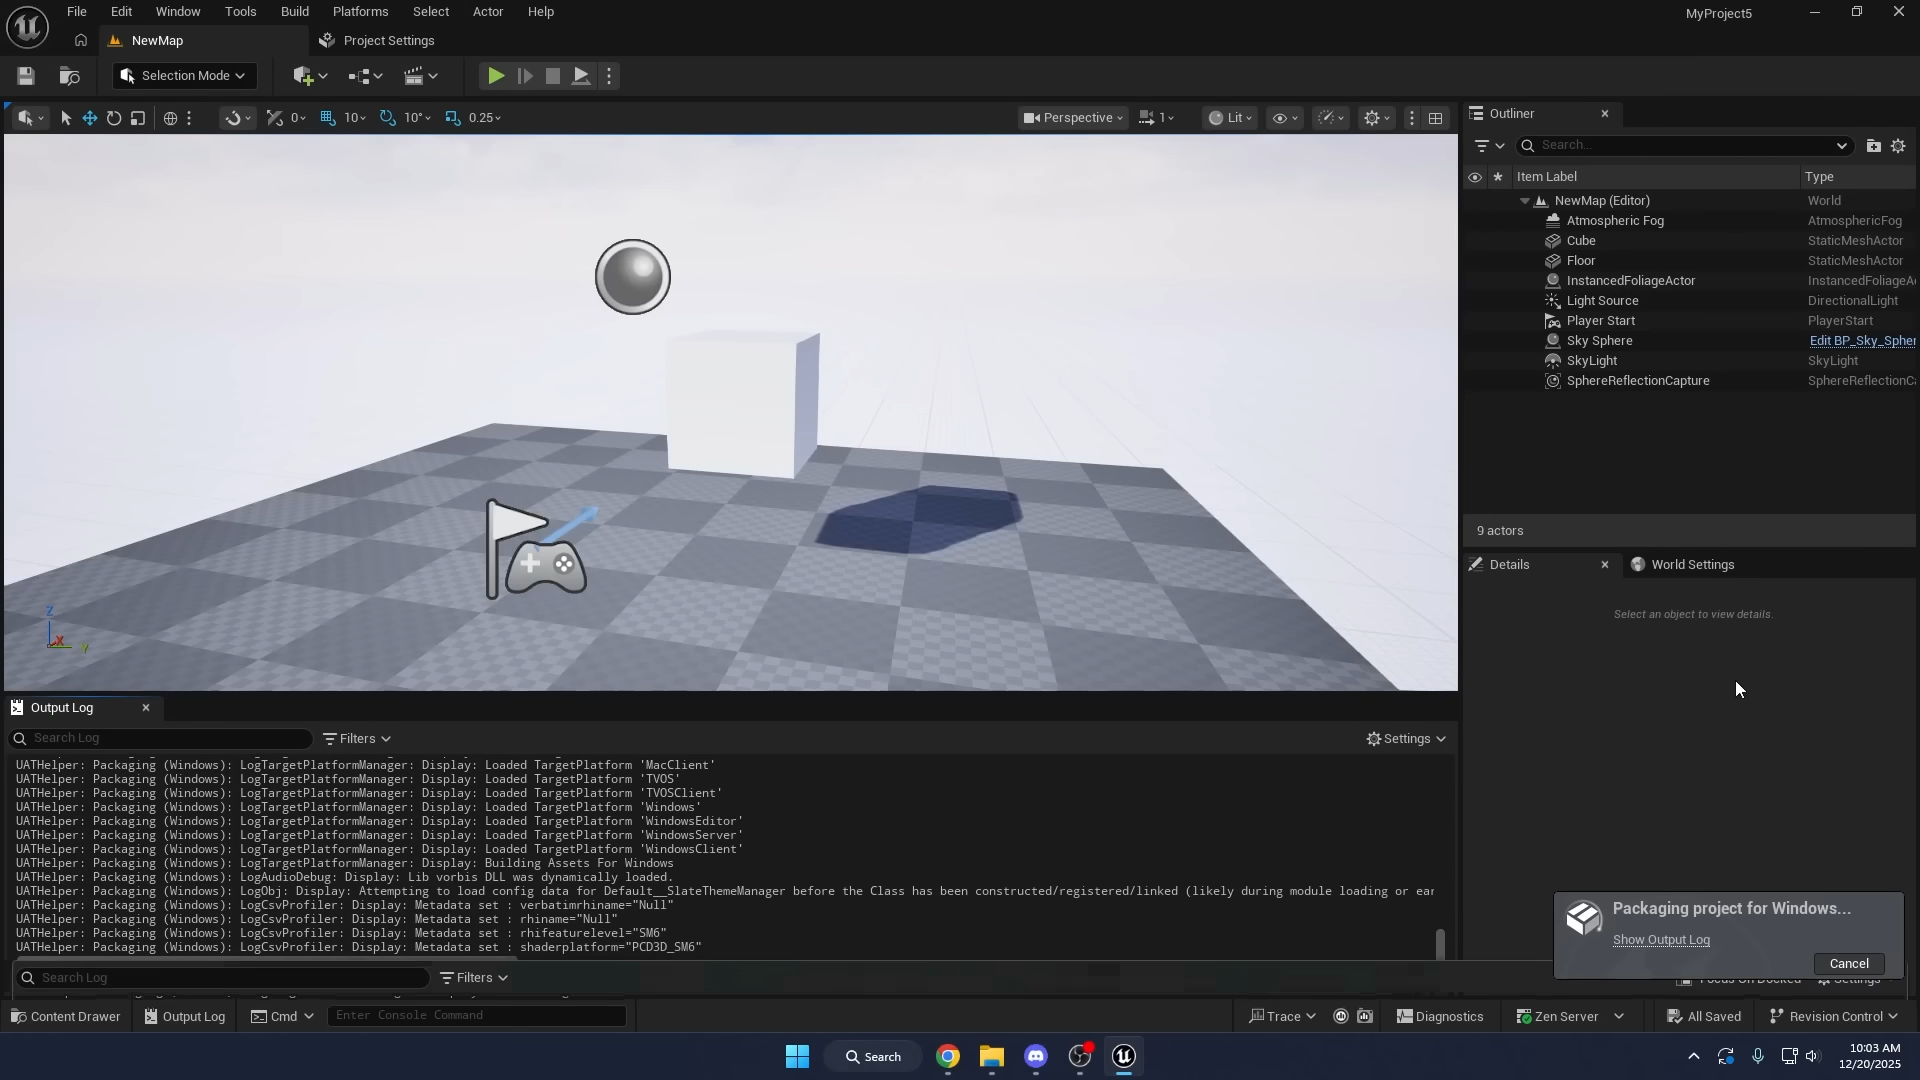 File Edit Window Tools Build Platforms Select Actor Help MyProject5
NewMap Project Settings
Selection Mode
0 10 10° 0.25 Perspective 1 Lit
Outliner
Search...
Item Label Type
NewMap (Editor) World
Atmospheric Fog AtmosphericFog
Cube StaticMeshActor
Floor StaticMeshActor
InstancedFoliageActor InstancedFoliageA
Light Source DirectionalLight
Player Start PlayerStart
Sky Sphere Edit BP_Sky_Spher
SkyLight SkyLight
SphereReflectionCapture SphereReflectionC
9 actors
Details World Settings
Select an object to view details.
Z
X
Y
Output Log
Search Log Filters Settings
UATHelper: Packaging (Windows): LogTargetPlatformManager: Display: Loaded TargetPlatform 'MacClient'
UATHelper: Packaging (Windows): LogTargetPlatformManager: Display: Loaded TargetPlatform 'TVOS'
UATHelper: Packaging (Windows): LogTargetPlatformManager: Display: Loaded TargetPlatform 'TVOSClient'
UATHelper: Packaging (Windows): LogTargetPlatformManager: Display: Loaded TargetPlatform 'Windows'
UATHelper: Packaging (Windows): LogTargetPlatformManager: Display: Loaded TargetPlatform 'WindowsEditor'
UATHelper: Packaging (Windows): LogTargetPlatformManager: Display: Loaded TargetPlatform 'WindowsServer'
UATHelper: Packaging (Windows): LogTargetPlatformManager: Display: Loaded TargetPlatform 'WindowsClient'
UATHelper: Packaging (Windows): LogTargetPlatformManager: Display: Building Assets For Windows
UATHelper: Packaging (Windows): LogAudioDebug: Display: Lib vorbis DLL was dynamically loaded.
UATHelper: Packaging (Windows): LogObj: Display: Attempting to load config data for Default__SlateThemeManager before the Class has been constructed/registered/linked (likely during module loading or ear
UATHelper: Packaging (Windows): LogCsvProfiler: Display: Metadata set : verbatimrhiname="Null"
UATHelper: Packaging (Windows): LogCsvProfiler: Display: Metadata set : rhiname="Null"
UATHelper: Packaging (Windows): LogCsvProfiler: Display: Metadata set : rhifeaturelevel="SM6"
UATHelper: Packaging (Windows): LogCsvProfiler: Display: Metadata set : shaderplatform="PCD3D_SM6"
Packaging project for Windows...
Show Output Log
Cancel
Search Log Filters
Content Drawer Output Log Cmd Enter Console Command Trace Diagnostics Zen Server All Saved Revision Control
Search
10:03 AM
12/20/2025